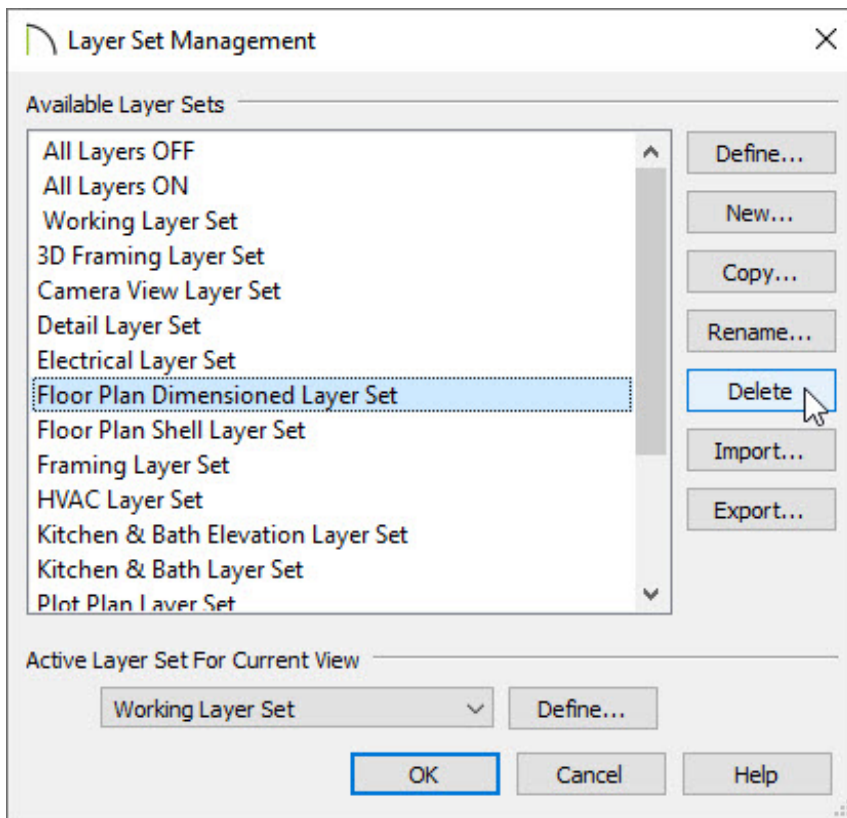 Layer Set Management
Available Layer Sets
All Layers OFF
All Layers ON
Working Layer Set
3D Framing Layer Set
Camera View Layer Set
Detail Layer Set
Electrical Layer Set
Floor Plan Dimensioned Layer Set
Floor Plan Shell Layer Set
Framing Layer Set
HVAC Layer Set
Kitchen & Bath Elevation Layer Set
Kitchen & Bath Layer Set
Plot Plan Layer Set
Define...
New...
Copy...
Rename...
Delete
Import...
Export...
Active Layer Set For Current View
Working Layer Set
Define...
OK
Cancel
Help